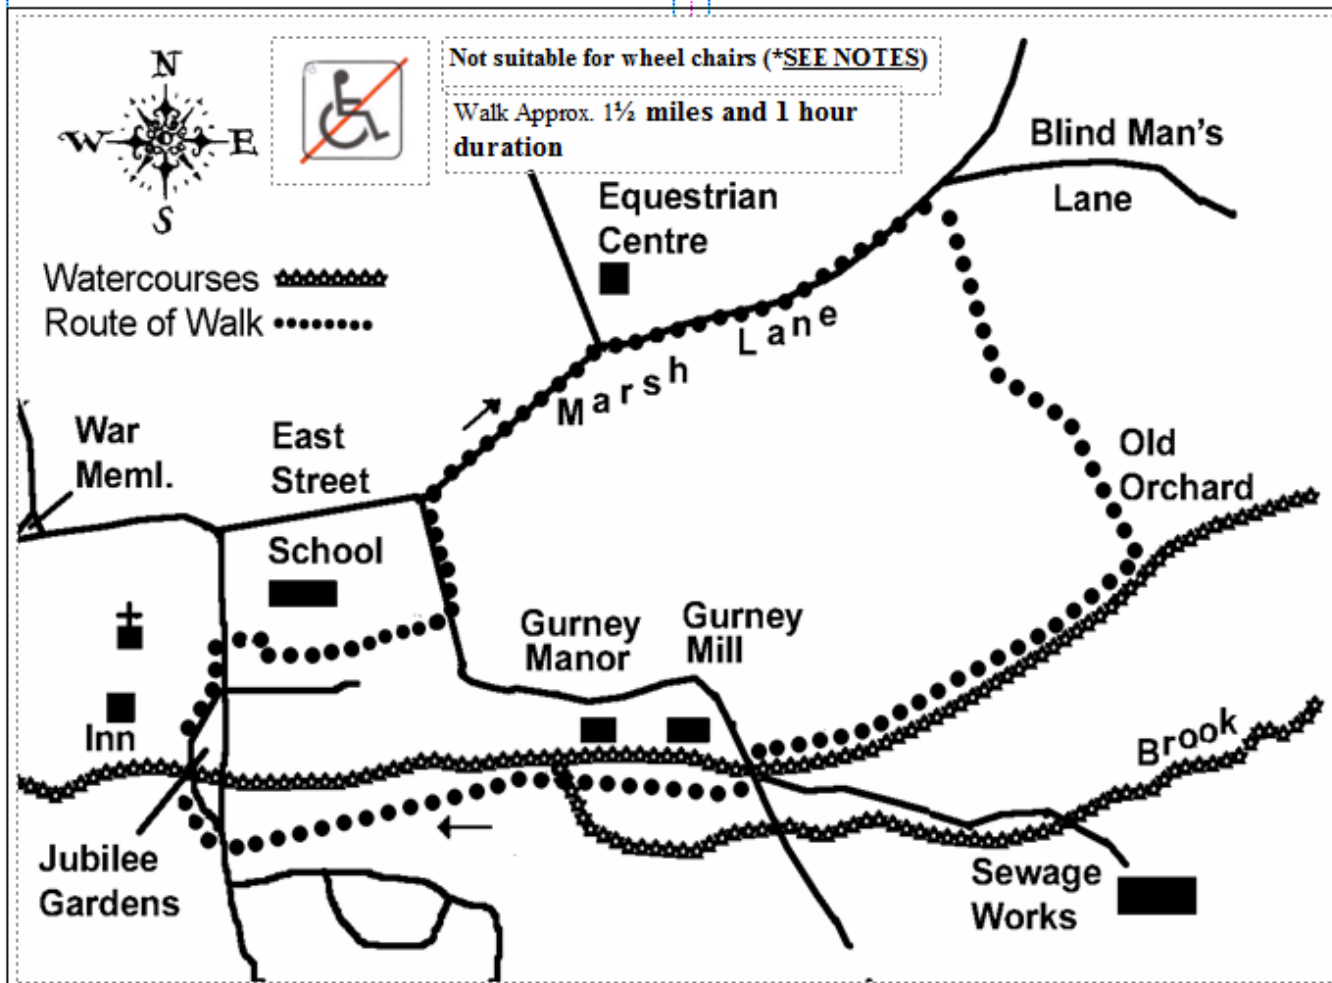 N
W E
S
Not suitable for wheel chairs (*SEE NOTES)
Walk Approx. 1½ miles and 1 hour
duration
Blind Man's
Lane
Equestrian
Centre
Watercourses
Route of Walk
Marsh Lane
War
Meml.
East
Street
Old
Orchard
School
Gurney
Manor
Gurney
Mill
Inn
Brook
Jubilee
Gardens
Sewage
Works